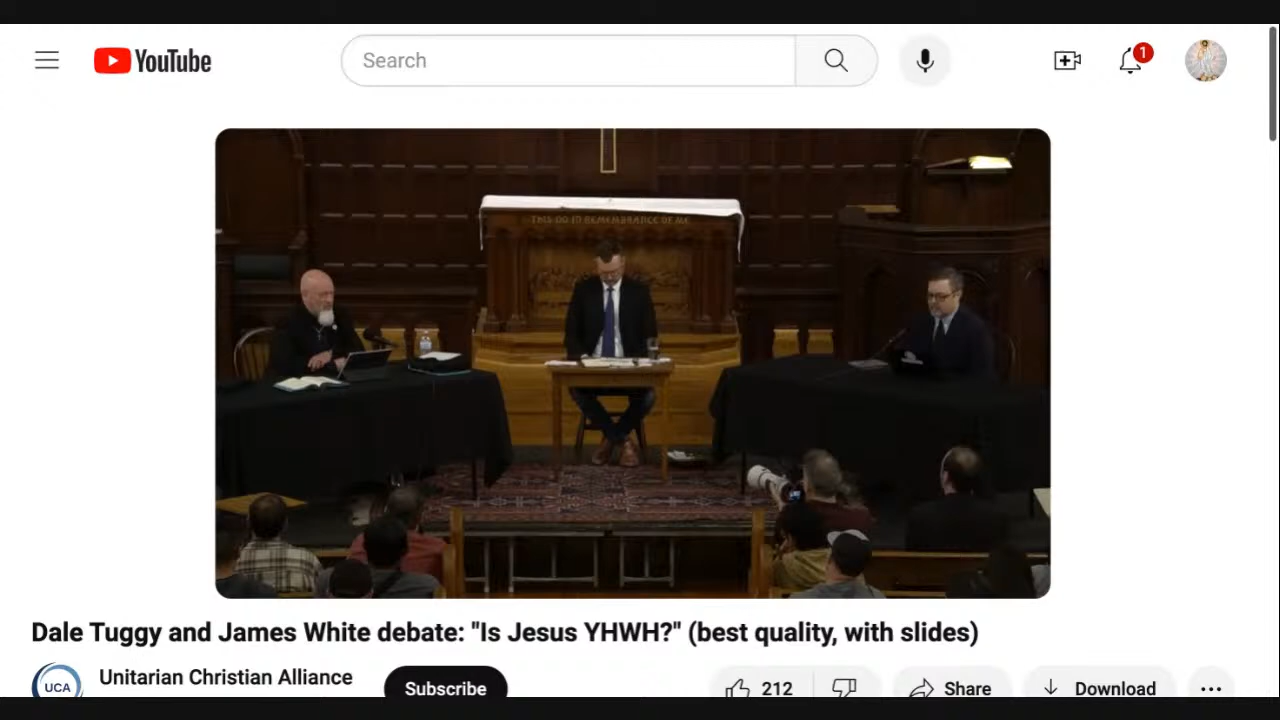 YouTube
Search
1
THIS DO IN REMEMBRANCE OF ME
Dale Tuggy and James White debate: "Is Jesus YHWH?" (best quality, with slides)
UCA
Unitarian Christian Alliance
Subscribe
212
Share
Download